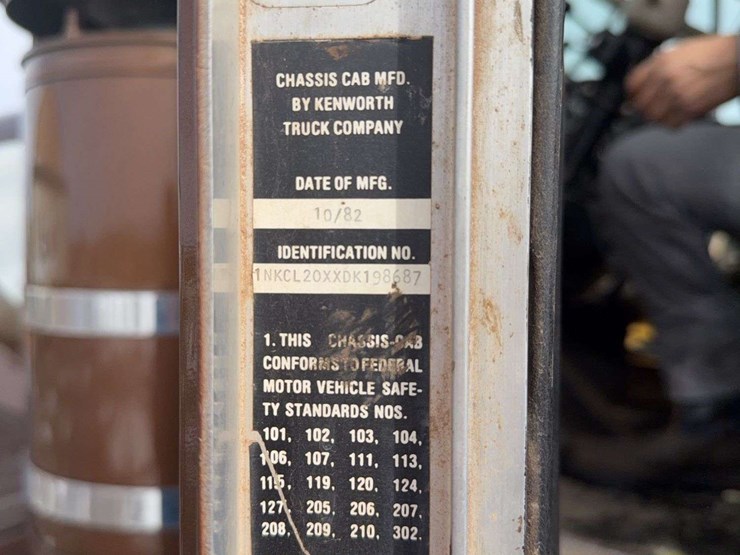 CHASSIS CAB MFD.
BY KENWORTH
TRUCK COMPANY
DATE OF MFG.
10/82
IDENTIFICATION NO.
1NKCL20XXDK198687
1. THIS CHASSIS-CAB
CONFORMS TO FEDERAL
MOTOR VEHICLE SAFE-
TY STANDARDS NOS.
101, 102, 103, 104,
106, 107, 111, 113,
115, 119, 120, 124,
127, 205, 206, 207,
208, 209, 210, 302.